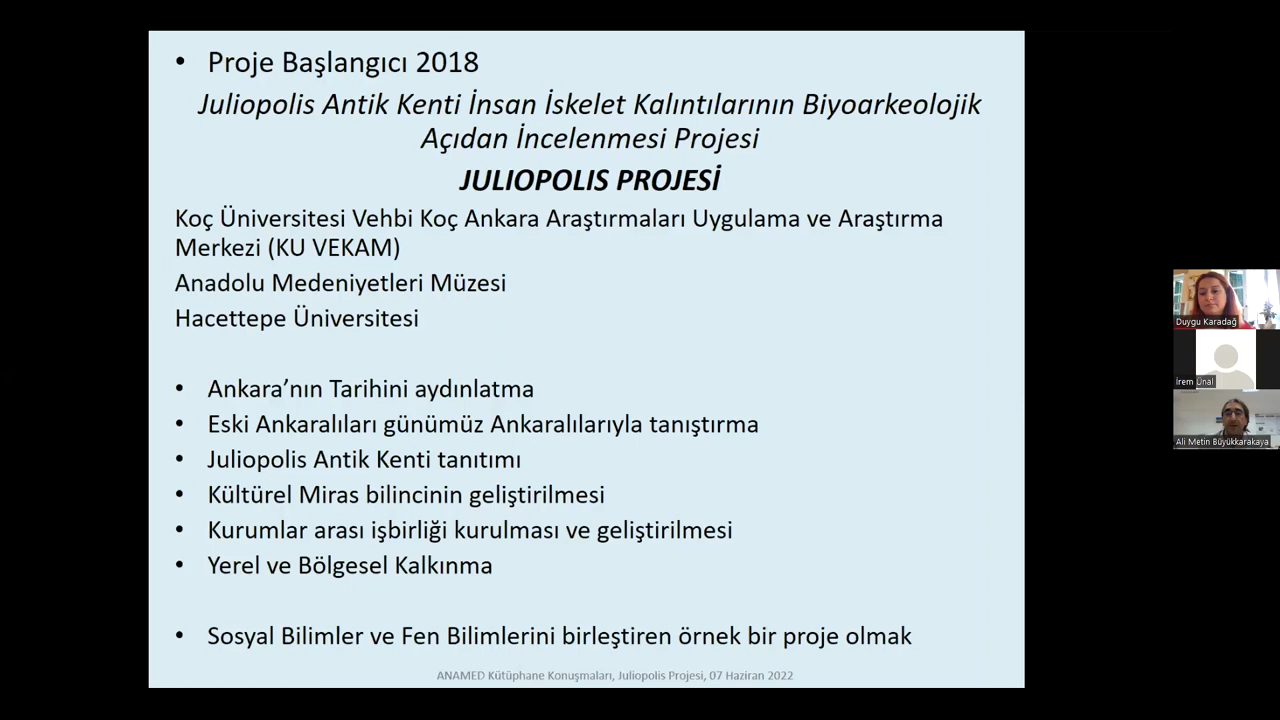 • Proje Başlangıcı 2018
Juliopolis Antik Kenti İnsan İskelet Kalıntılarının Biyoarkeolojik
Açıdan İncelenmesi Projesi
JULIOPOLIS PROJESİ
Koç Üniversitesi Vehbi Koç Ankara Araştırmaları Uygulama ve Araştırma
Merkezi (KU VEKAM)
Anadolu Medeniyetleri Müzesi
Hacettepe Üniversitesi
• Ankara’nın Tarihini aydınlatma
• Eski Ankaralıları günümüz Ankaralılarıyla tanıştırma
• Juliopolis Antik Kenti tanıtımı
• Kültürel Miras bilincinin geliştirilmesi
• Kurumlar arası işbirliği kurulması ve geliştirilmesi
• Yerel ve Bölgesel Kalkınma
• Sosyal Bilimler ve Fen Bilimlerini birleştiren örnek bir proje olmak
ANAMED Kütüphane Konuşmaları, Juliopolis Projesi, 07 Haziran 2022
Duygu Karadağ
İrem Ünal
Ali Metin Büyükkarakaya